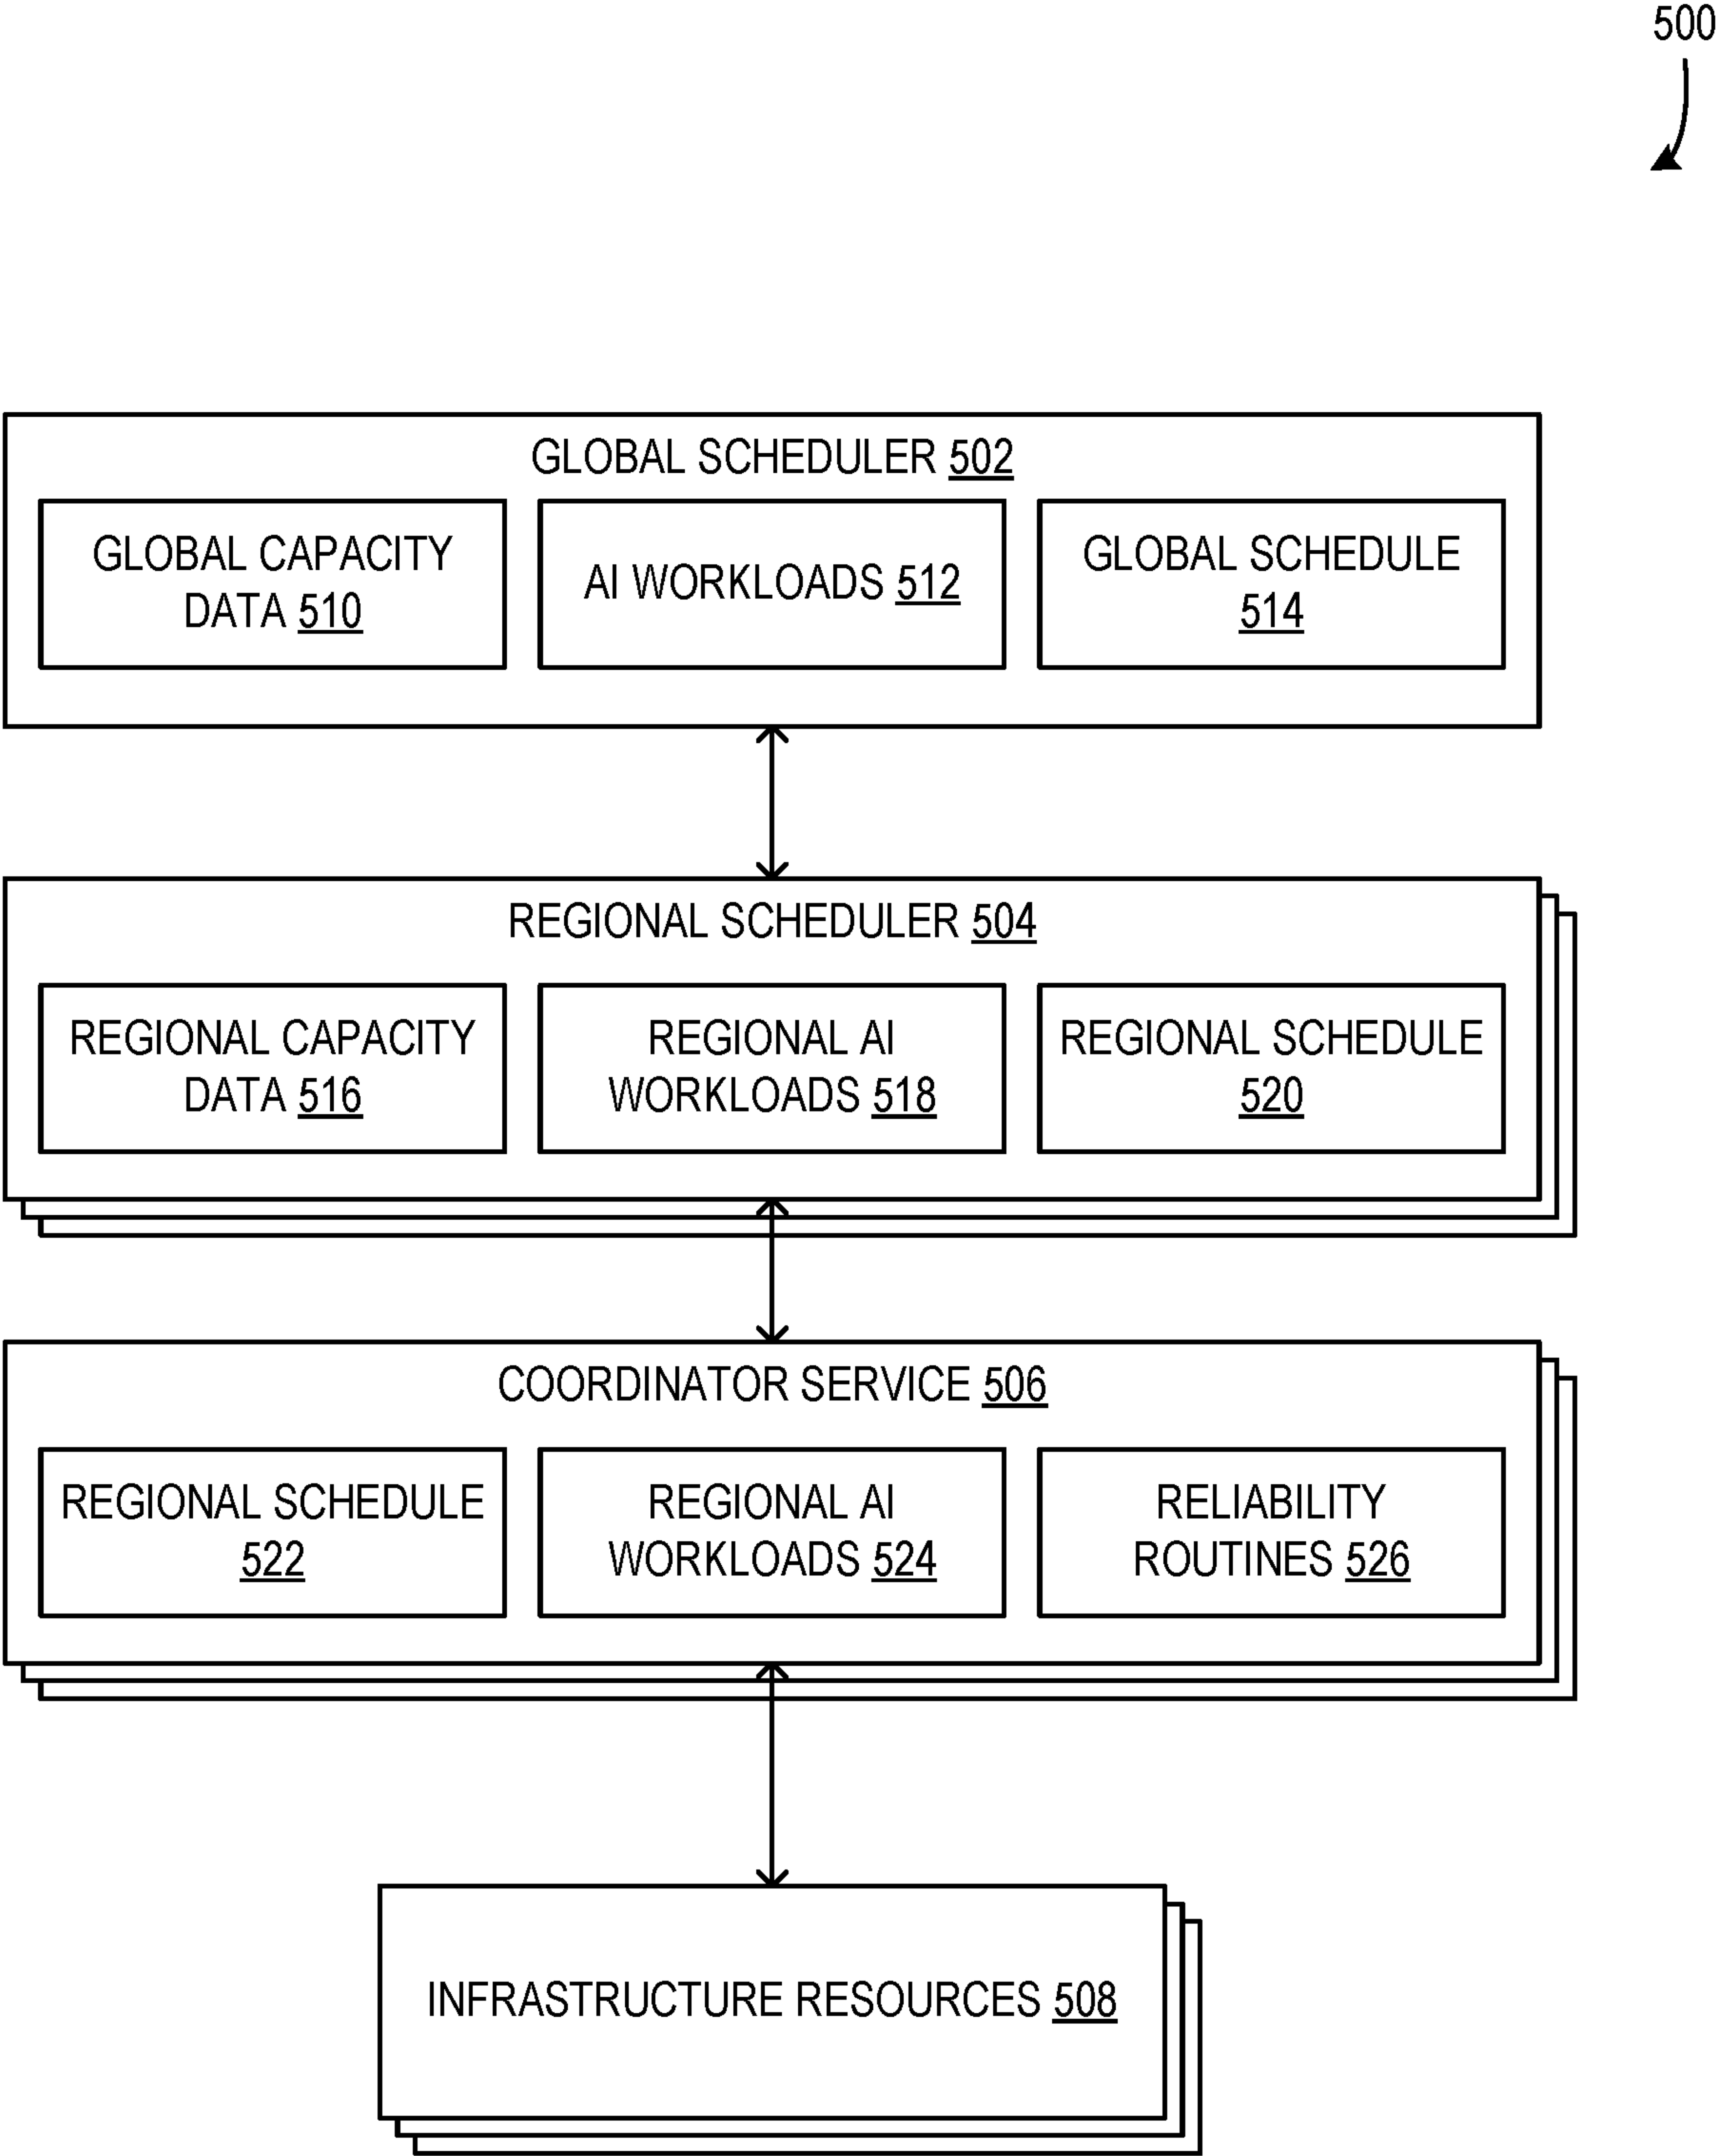 500
GLOBAL SCHEDULER 502
GLOBAL CAPACITY
DATA 510
AI WORKLOADS 512
GLOBAL SCHEDULE
514
REGIONAL SCHEDULER 504
REGIONAL CAPACITY
DATA 516
REGIONAL AI
WORKLOADS 518
REGIONAL SCHEDULE
520
COORDINATOR SERVICE 506
REGIONAL SCHEDULE
522
REGIONAL AI
WORKLOADS 524
RELIABILITY
ROUTINES 526
INFRASTRUCTURE RESOURCES 508